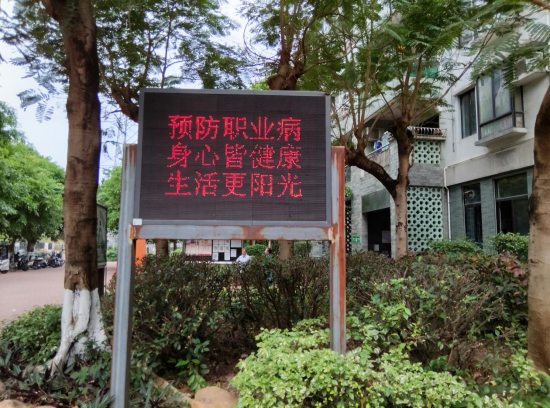 预防职业病
身心皆健康
生活更阳光